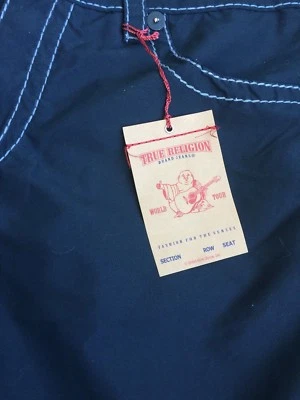 TRUE RELIGION
BRAND JEANS
WORLD TOUR
FASHION FOR THE SENSES
SECTION ROW SEAT